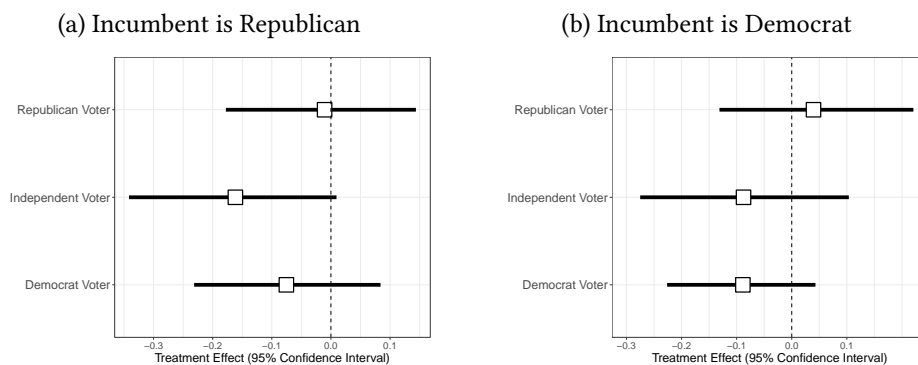 (a) Incumbent is Republican
Republican Voter
Independent Voter
Democrat Voter
−0.3 −0.2 −0.1 0.0 0.1
Treatment Effect (95% Confidence Interval)
(b) Incumbent is Democrat
Republican Voter
Independent Voter
Democrat Voter
−0.3 −0.2 −0.1 0.0 0.1
Treatment Effect (95% Confidence Interval)